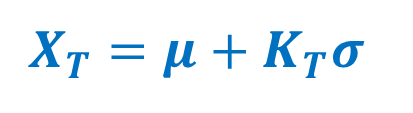 X_T = μ + K_T σ